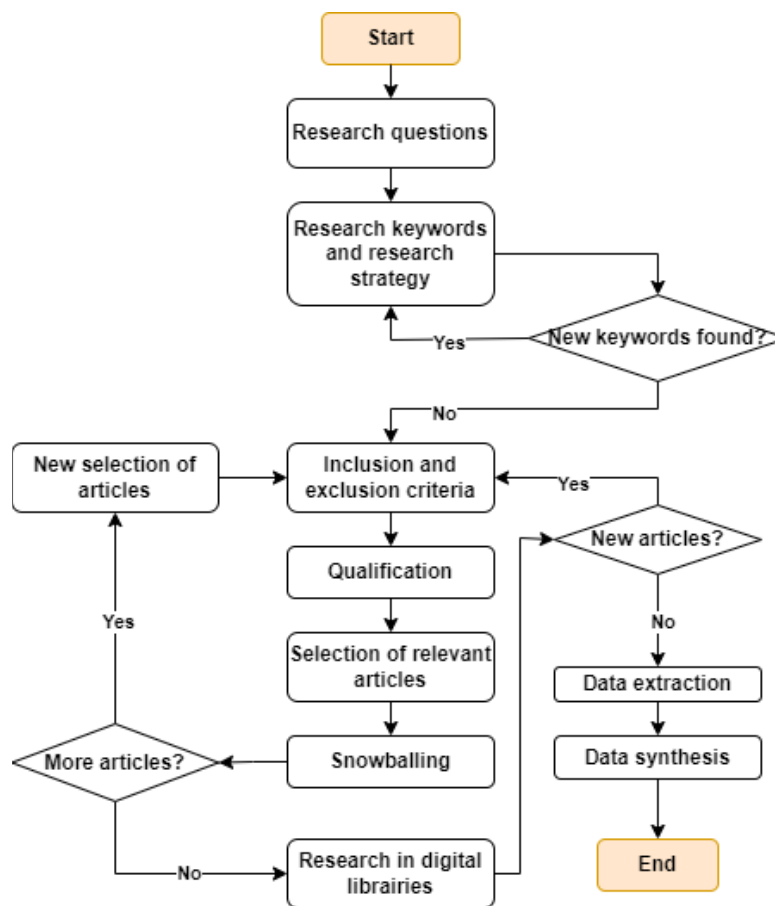 Start
Research questions
Research keywords
and research
strategy
New keywords found?
Yes
No
New selection of
articles
Inclusion and
exclusion criteria
Yes
New articles?
Qualification
Yes
No
Selection of relevant
articles
Data extraction
More articles?
Snowballing
Data synthesis
No
Research in digital
librairies
End